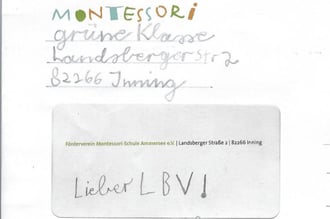 MONTESSORI
grüne Klasse
Landsberger Str 2
82266 Inning
Förderverein Montessori-Schule Ammersee e.V. | Landsberger Straße 2 | 82266 Inning
Lieber LBV!